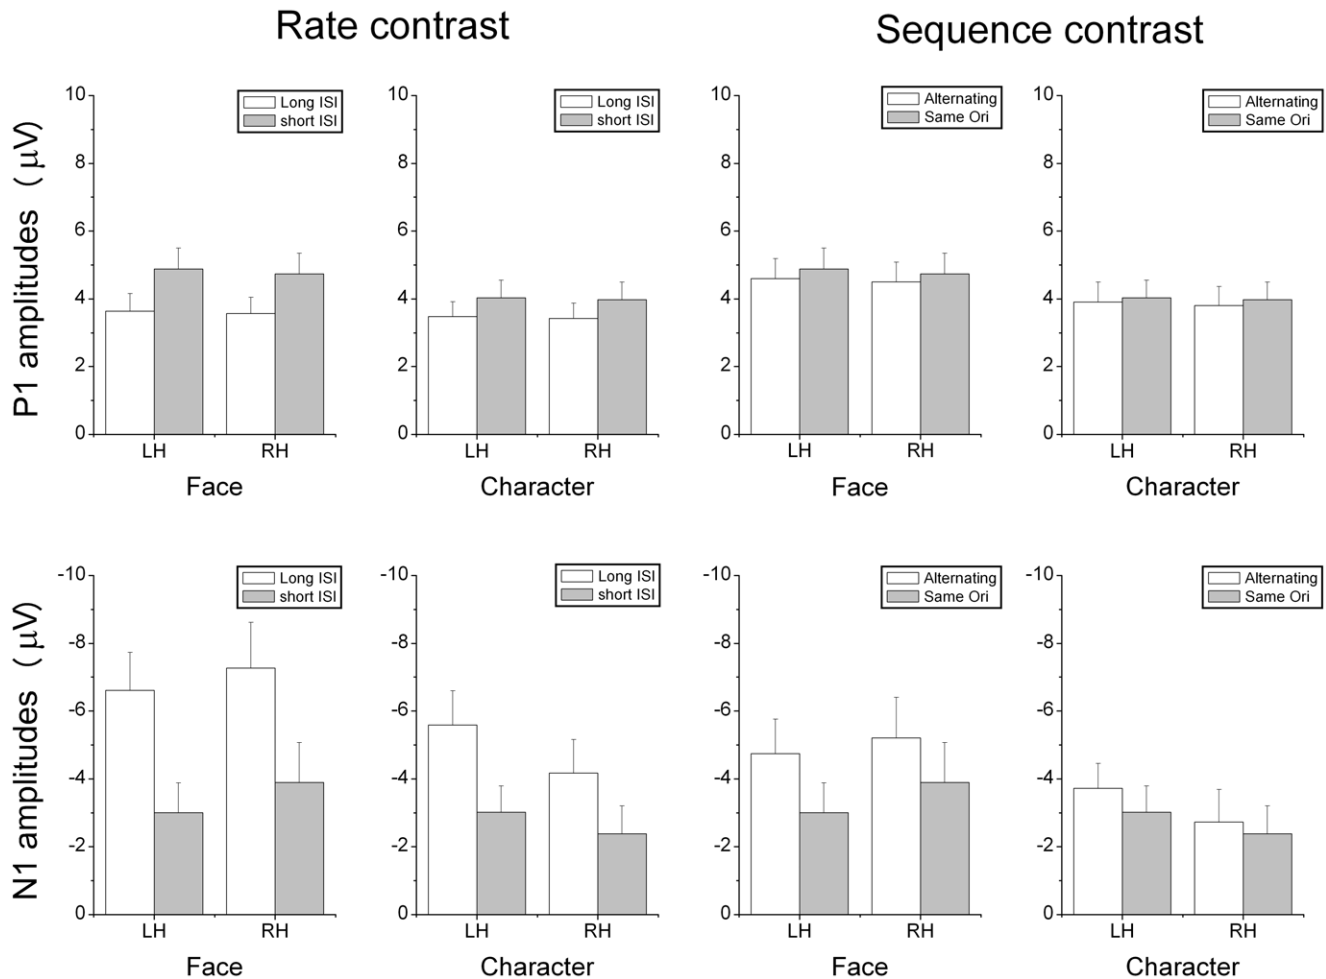 Rate contrast
Sequence contrast
P1 amplitudes ( μV)
10
8
6
4
2
0
Long ISI
short ISI
LH RH
Face
10
8
6
4
2
0
Long ISI
short ISI
LH RH
Character
10
8
6
4
2
0
Alternating
Same Ori
LH RH
Face
10
8
6
4
2
0
Alternating
Same Ori
LH RH
Character
N1 amplitudes ( μV)
-10
-8
-6
-4
-2
0
Long ISI
short ISI
LH RH
Face
-10
-8
-6
-4
-2
0
Long ISI
short ISI
LH RH
Character
-10
-8
-6
-4
-2
0
Alternating
Same Ori
LH RH
Face
-10
-8
-6
-4
-2
0
Alternating
Same Ori
LH RH
Character